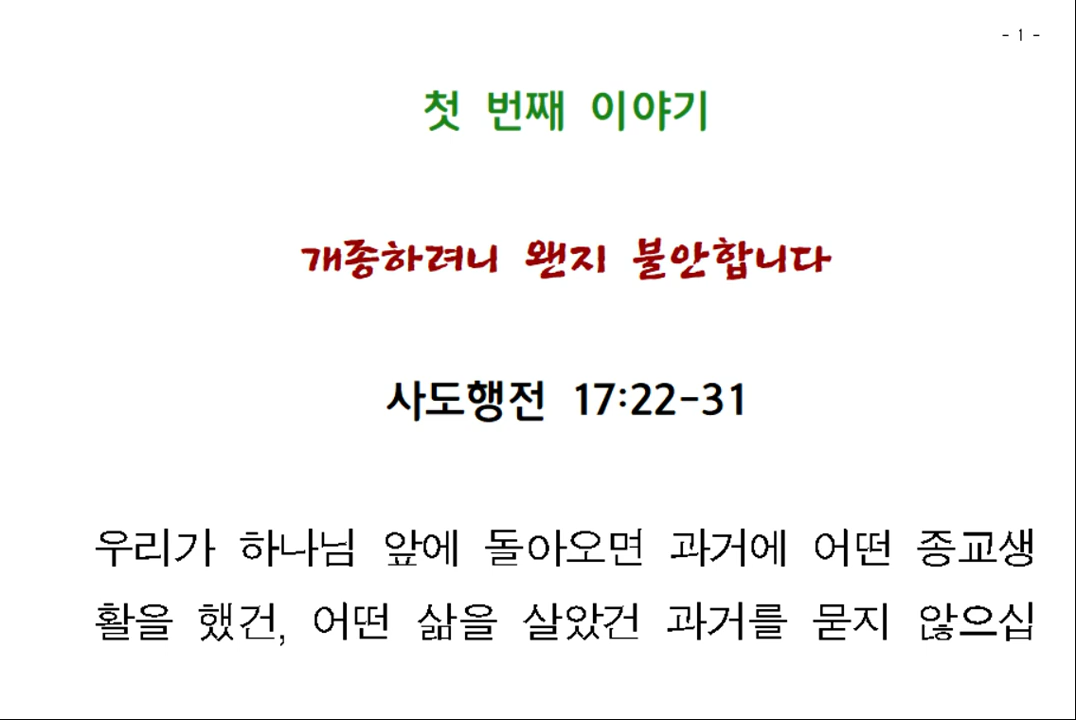 - 1 -
첫 번째 이야기
개종하려니 왠지 불안합니다
사도행전 17:22-31
우리가 하나님 앞에 돌아오면 과거에 어떤 종교생
활을 했건, 어떤 삶을 살았건 과거를 묻지 않으십